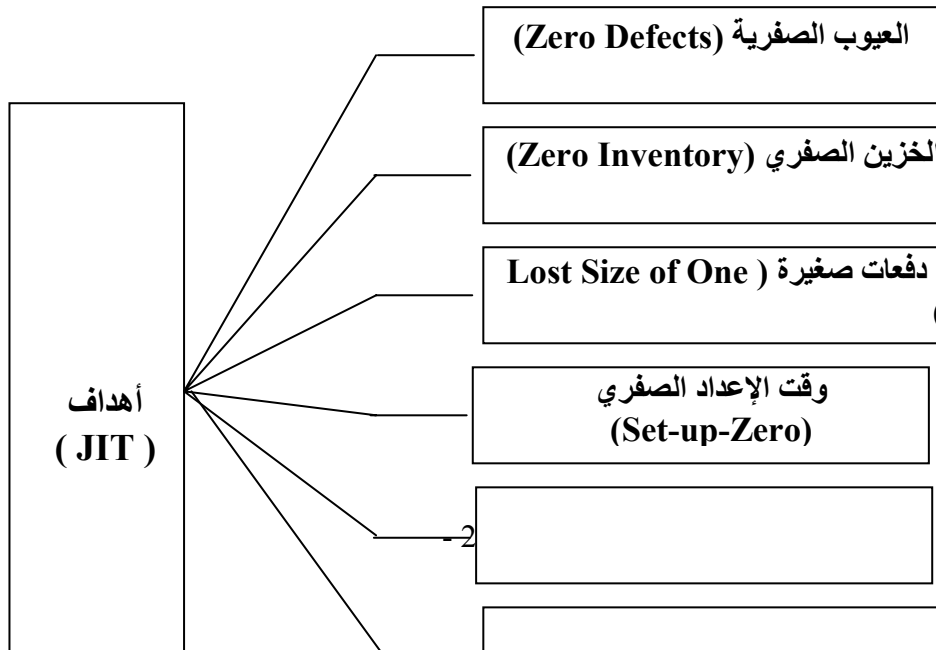 العيوب الصفرية (Zero Defects)
الخزين الصفري (Zero Inventory)
دفعات صغيرة ( Lost Size of One
(
وقت الإعداد الصفري
(Set-up-Zero)
أهداف
( JIT )
- 2